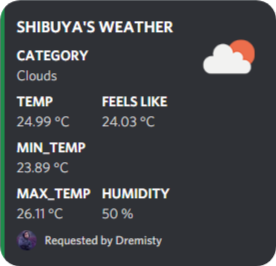 SHIBUYA'S WEATHER
CATEGORY
Clouds
TEMP FEELS LIKE
24.99 °C 24.03 °C
MIN_TEMP
23.89 °C
MAX_TEMP HUMIDITY
26.11 °C 50 %
Requested by Dremisty